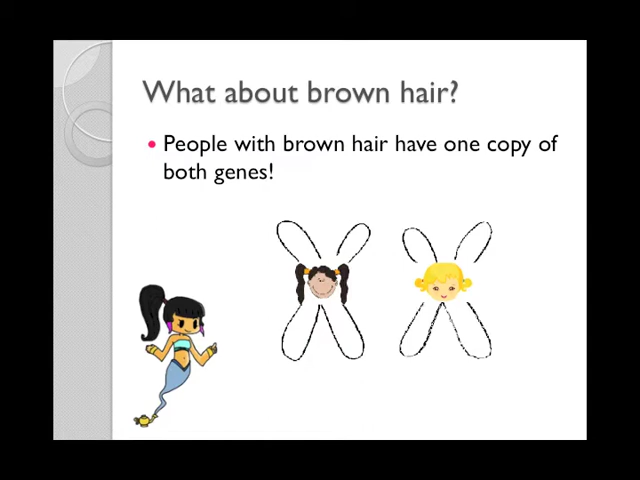 What about brown hair?
People with brown hair have one copy of
both genes!